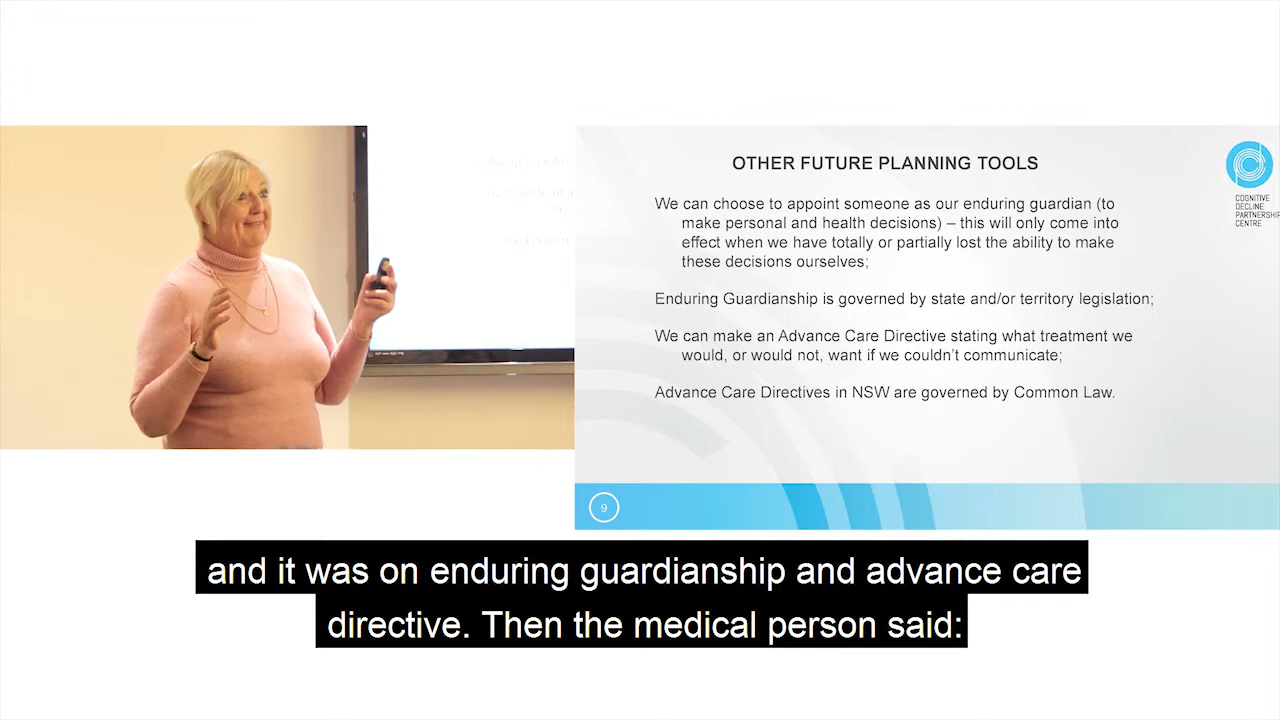 OTHER FUTURE PLANNING TOOLS
We can choose to appoint someone as our enduring guardian (to
make personal and health decisions) – this will only come into
effect when we have totally or partially lost the ability to make
these decisions ourselves;
Enduring Guardianship is governed by state and/or territory legislation;
We can make an Advance Care Directive stating what treatment we
would, or would not, want if we couldn't communicate;
Advance Care Directives in NSW are governed by Common Law.
COGNITIVE
DECLINE
PARTNERSHIP
CENTRE
9
and it was on enduring guardianship and advance care
directive. Then the medical person said: